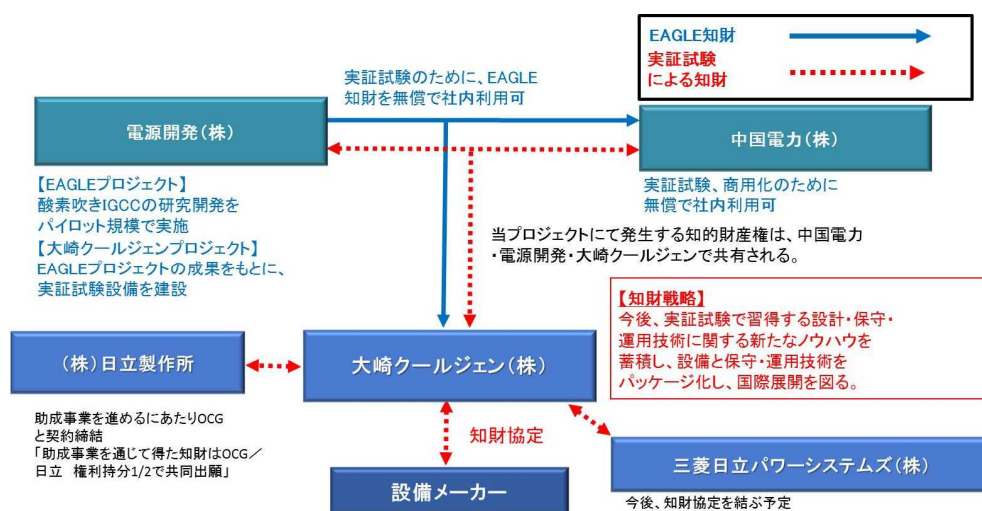 EAGLE知財
実証試験
による知財
実証試験のために、EAGLE
知財を無償で社内利用可
電源開発(株)
中国電力(株)
【EAGLEプロジェクト】
酸素吹きIGCCの研究開発を
パイロット規模で実施
【大崎クールジェンプロジェクト】
EAGLEプロジェクトの成果をもとに、
実証試験設備を建設
実証試験、商用化のために
無償で社内利用可
当プロジェクトにて発生する知的財産権は、中国電力
・電源開発・大崎クールジェンで共有される。
【知財戦略】
今後、実証試験で習得する設計・保守・
運用技術に関する新たなノウハウを
蓄積し、設備と保守・運用技術を
パッケージ化し、国際展開を図る。
(株)日立製作所
大崎クールジェン(株)
助成事業を進めるにあたりOCG
と契約締結
「助成事業を通じて得た知財はOCG/
日立 権利持分1/2で共同出願」
知財協定
設備メーカー
三菱日立パワーシステムズ(株)
今後、知財協定を結ぶ予定